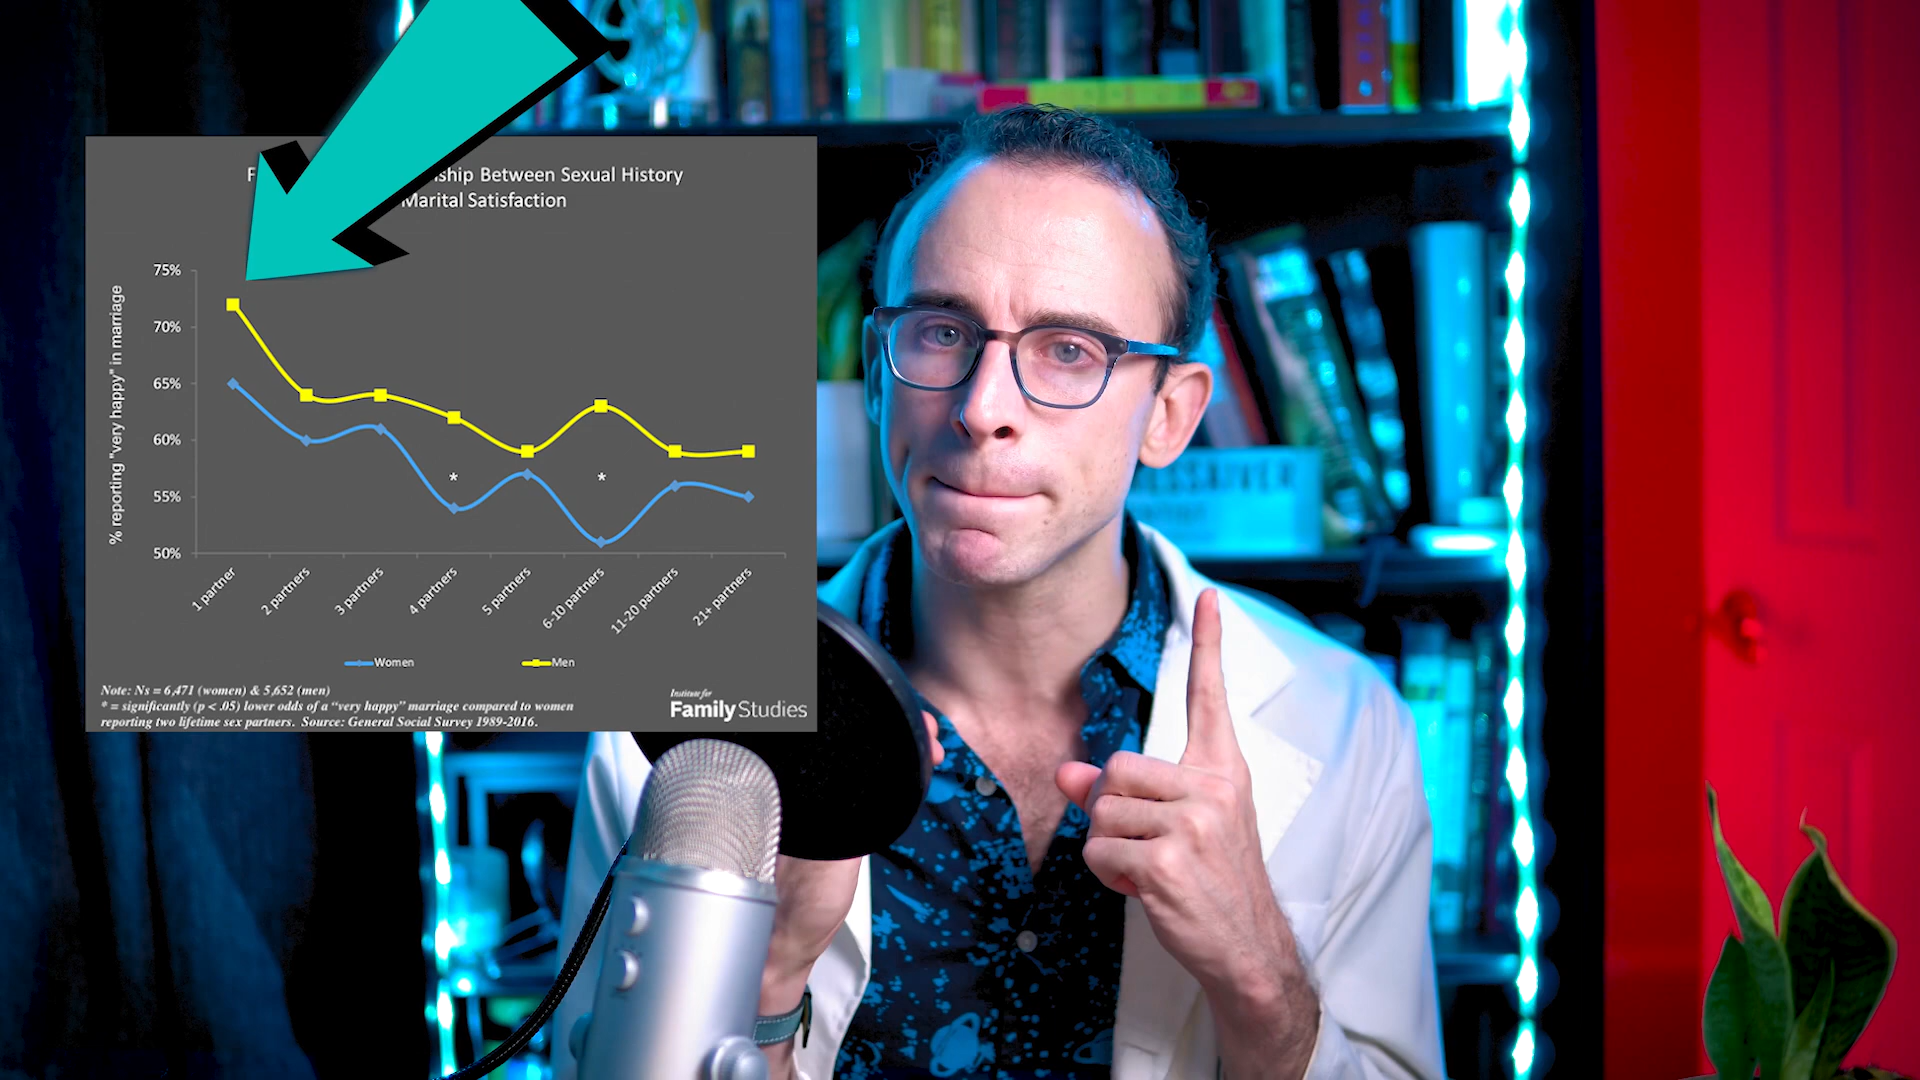 ship Between Sexual History
Marital Satisfaction
% reporting "very happy" in marriage
75%
70%
65%
60%
55%
50%
*
*
1 partner
2 partners
3 partners
4 partners
5 partners
6-10 partners
11-20 partners
21+ partners
Women
Men
Note: Ns = 6,471 (women) & 5,652 (men)
* = significantly (p < .05) lower odds of a "very happy" marriage compared to women
reporting two lifetime sex partners. Source: General Social Survey 1989-2016.
Institute for
Family Studies